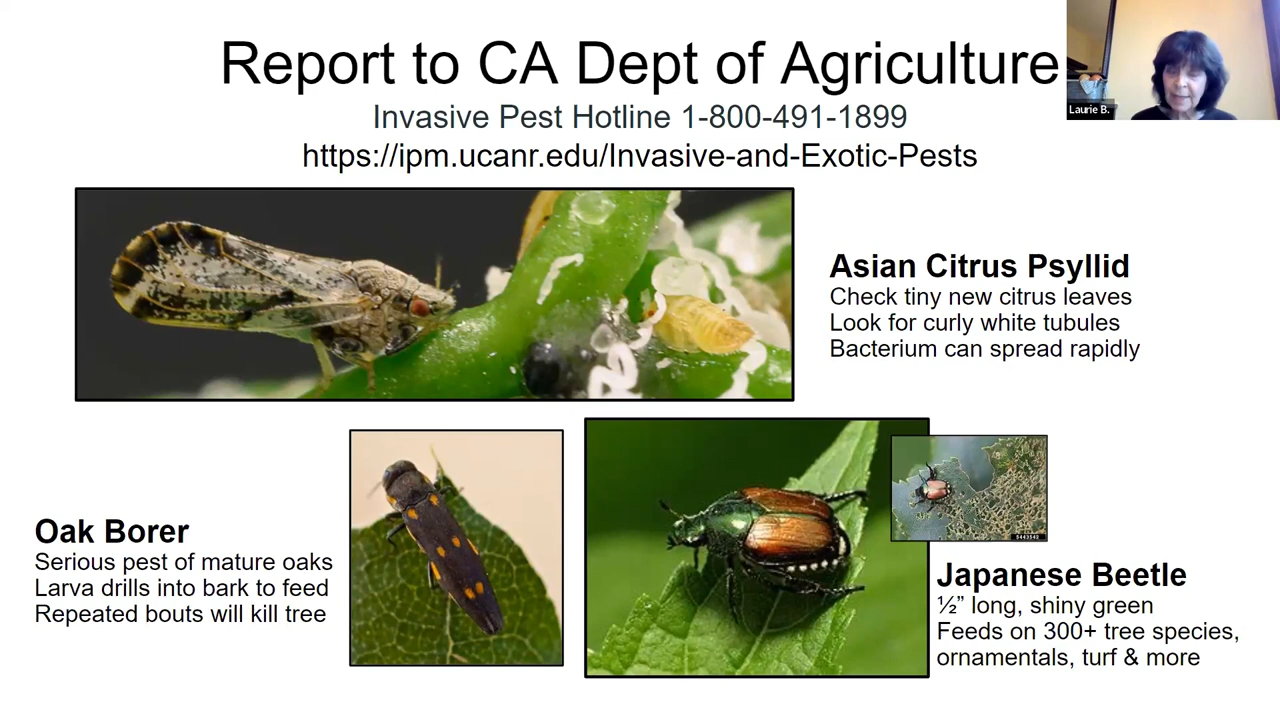 Report to CA Dept of Agriculture
Invasive Pest Hotline 1-800-491-1899
https://ipm.ucanr.edu/Invasive-and-Exotic-Pests
Laurie B.
Asian Citrus Psyllid
Check tiny new citrus leaves
Look for curly white tubules
Bacterium can spread rapidly
Oak Borer
Serious pest of mature oaks
Larva drills into bark to feed
Repeated bouts will kill tree
Japanese Beetle
½” long, shiny green
Feeds on 300+ tree species,
ornamentals, turf & more